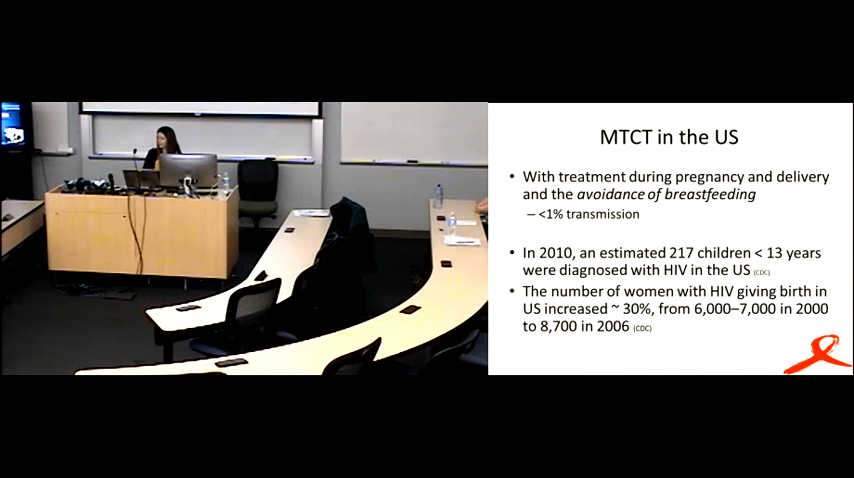 MTCT in the US
• With treatment during pregnancy and delivery
and the avoidance of breastfeeding
– <1% transmission
• In 2010, an estimated 217 children < 13 years
were diagnosed with HIV in the US (CDC)
• The number of women with HIV giving birth in
US increased ~ 30%, from 6,000–7,000 in 2000
to 8,700 in 2006 (CDC)